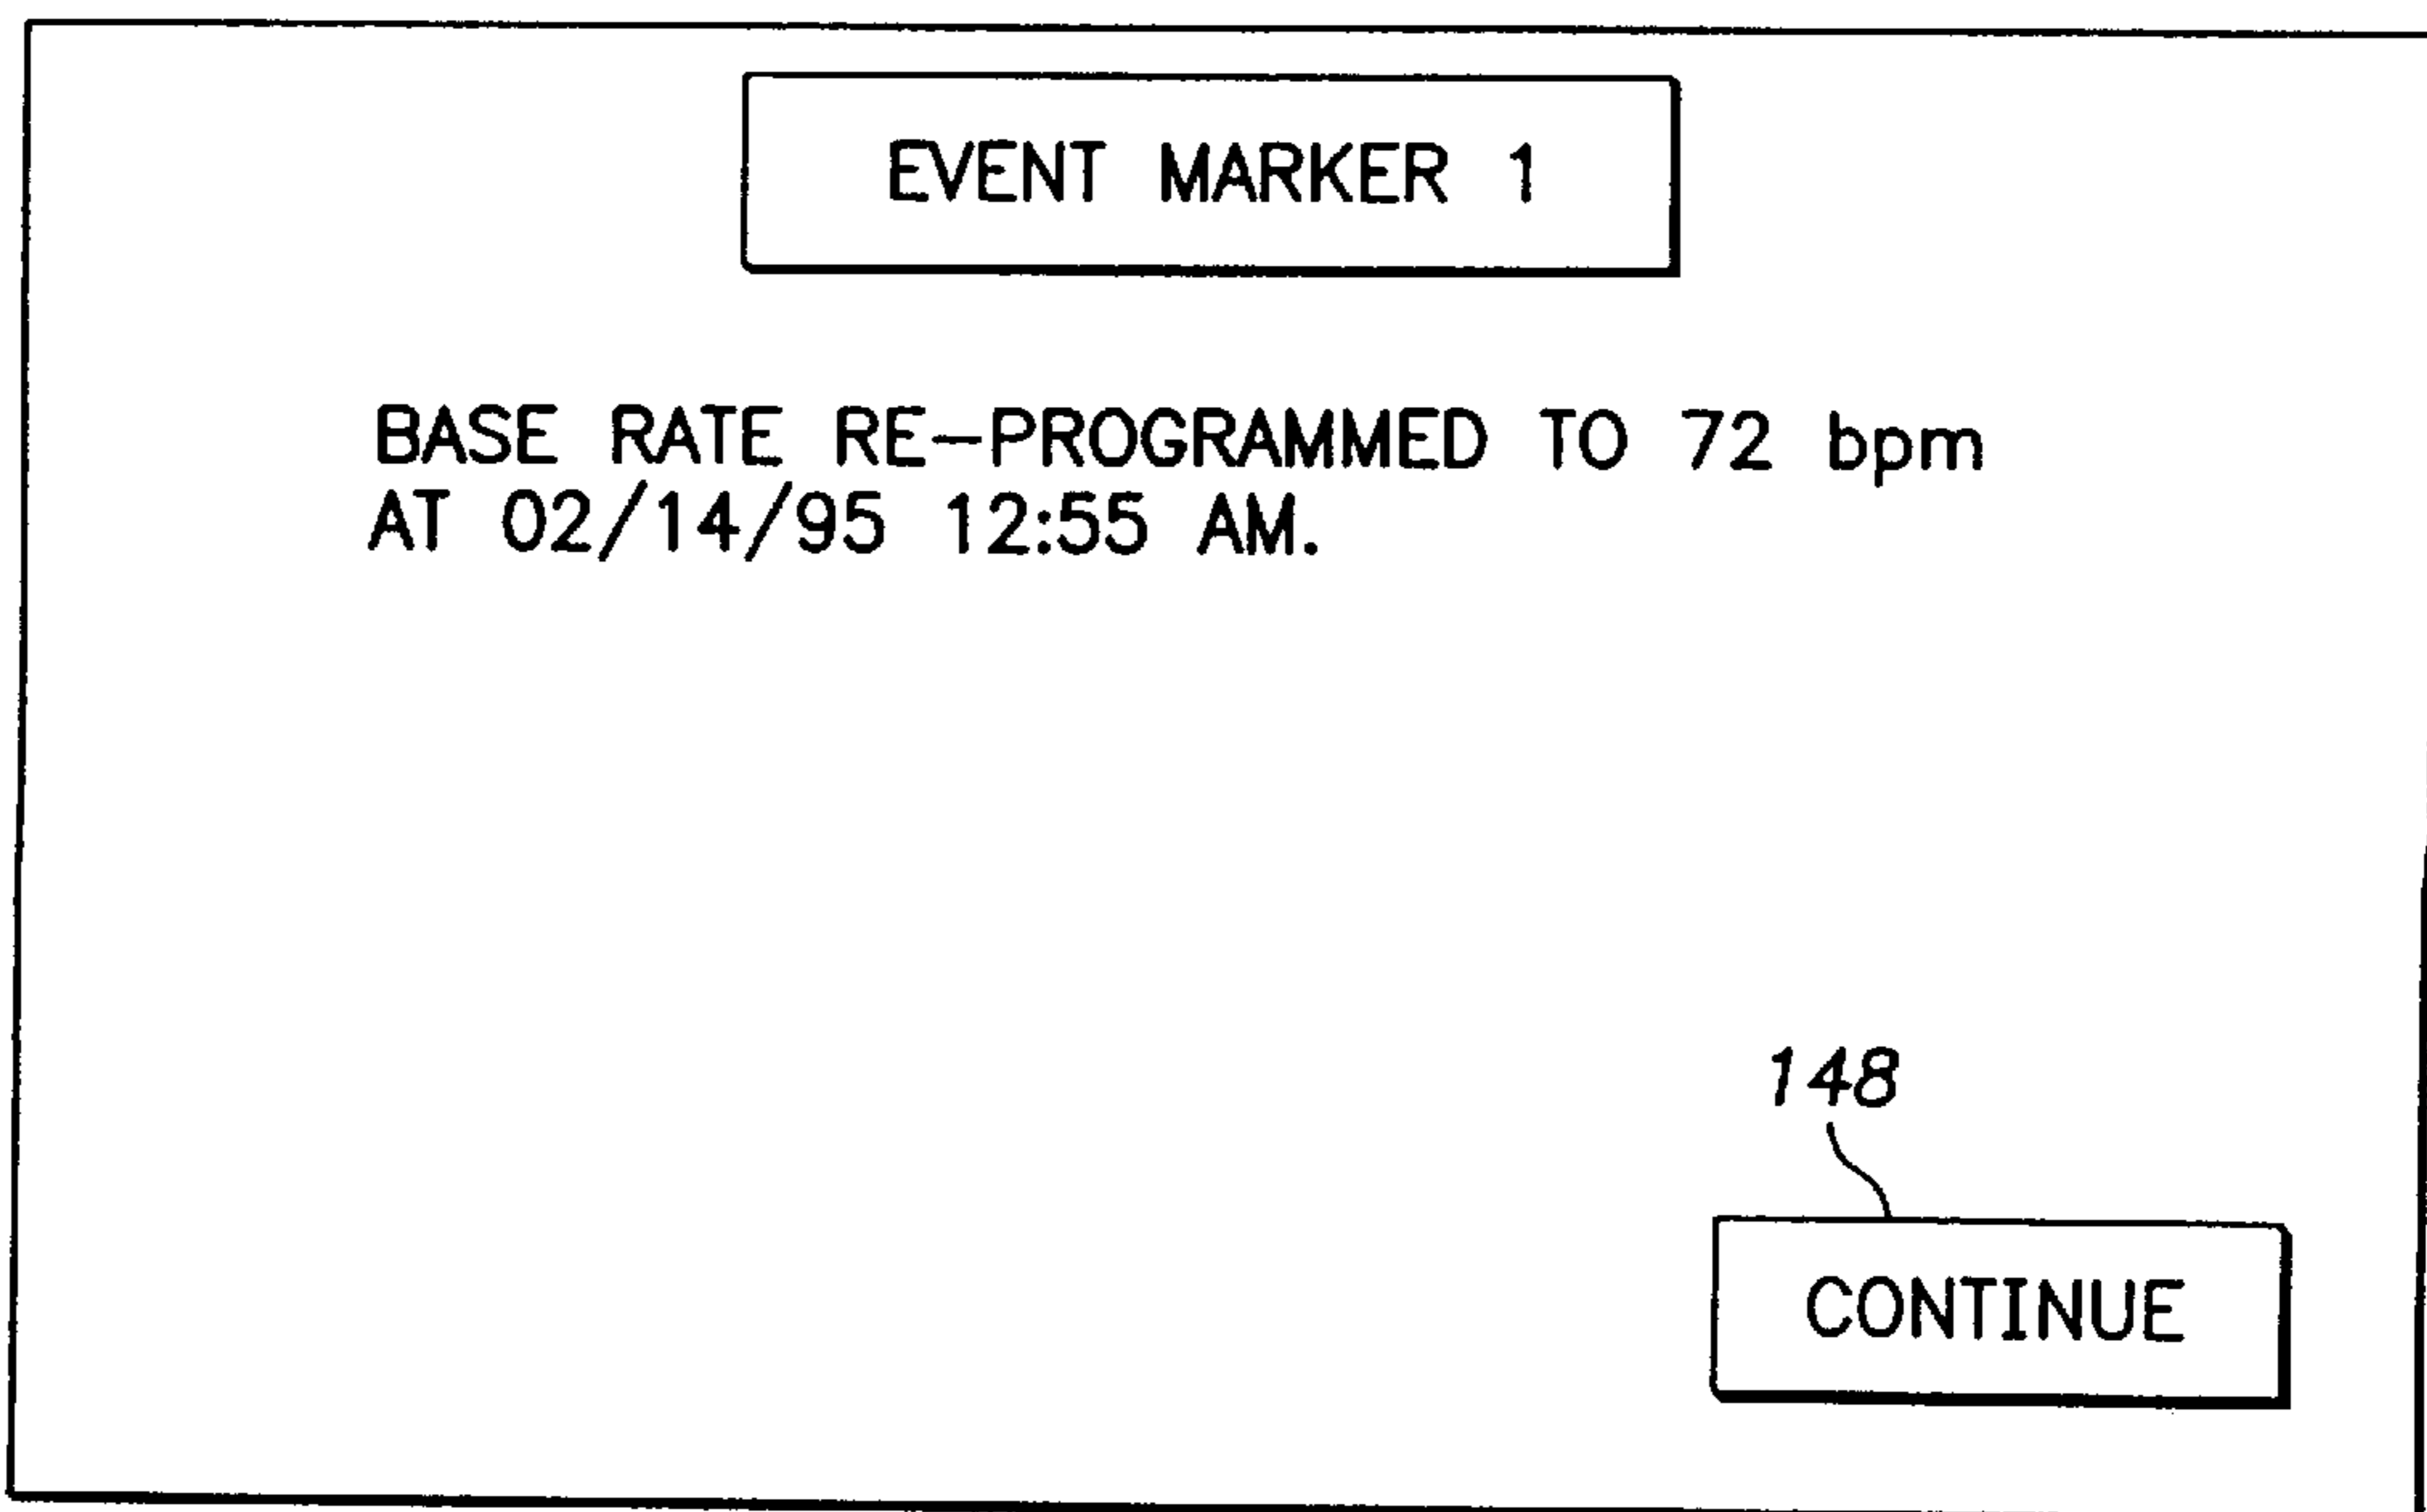 EVENT MARKER 1
BASE RATE RE-PROGRAMMED TO 72 bpm
AT 02/14/95 12:55 AM.
148
CONTINUE